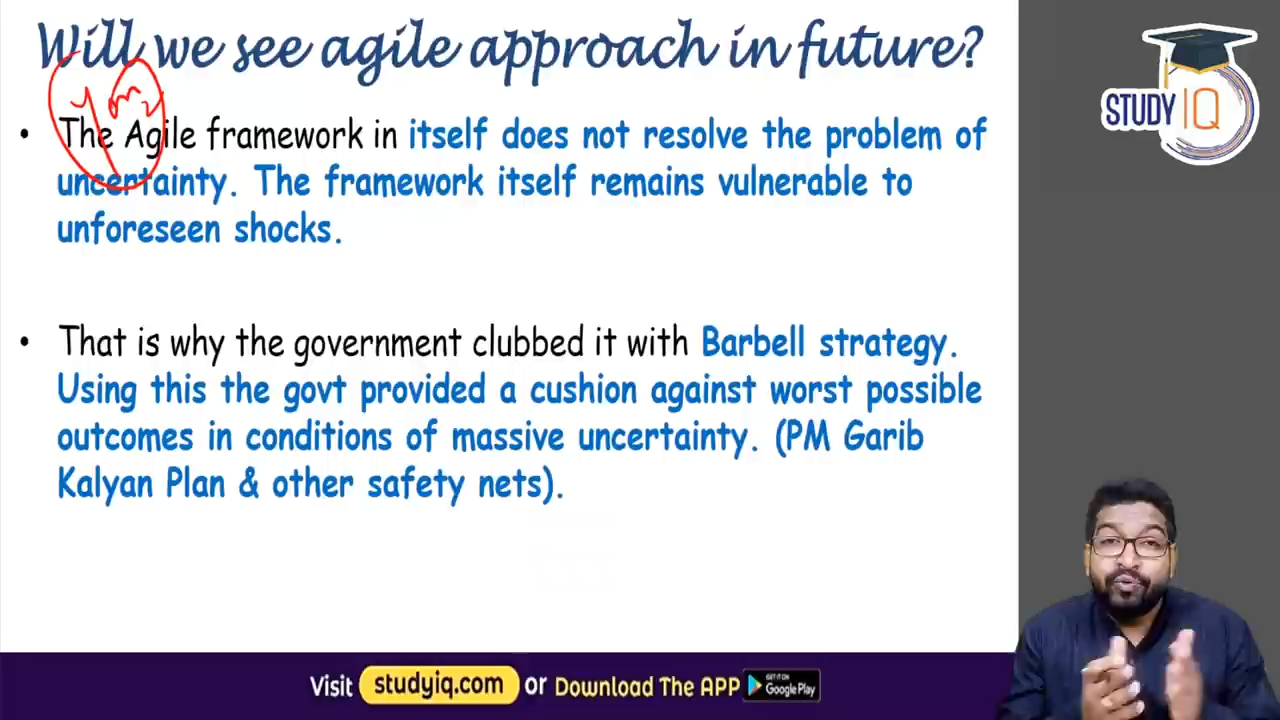 Will we see agile approach in future?
STUDY IQ
• The Agile framework in itself does not resolve the problem of
uncertainty. The framework itself remains vulnerable to
unforeseen shocks.
• That is why the government clubbed it with Barbell strategy.
Using this the govt provided a cushion against worst possible
outcomes in conditions of massive uncertainty. (PM Garib
Kalyan Plan & other safety nets).
Visit studyiq.com or Download The APP GET IT ON Google Play